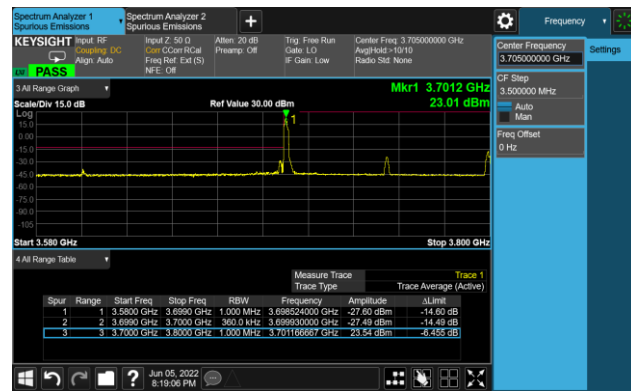 Spectrum Analyzer 1
Spurious Emissions
Spectrum Analyzer 2
Spurious Emissions
+
Frequency
KEYSIGHT
Input: RF
Coupling: DC
Align: Auto
Input Z: 50 Ω
Corr CCorr RCal
Freq Ref: Ext (S)
NFE: Off
Atten: 20 dB
Preamp: Off
Trig: Free Run
Gate: LO
IF Gain: Low
Center Freq: 3.705000000 GHz
Avg|Hold:>10/10
Radio Std: None
PASS
Center Frequency
3.705000000 GHz
Settings
CF Step
3.500000 MHz
Auto
Man
Freq Offset
0 Hz
3 All Range Graph
Mkr1 3.7012 GHz
Scale/Div 15.0 dB
Ref Value 30.00 dBm
23.01 dBm
Log
15.0
0.00
-15.0
-30.0
-45.0
-60.0
-75.0
-90.0
-105
1
Start 3.580 GHz
Stop 3.800 GHz
4 All Range Table
Measure Trace Trace 1
Trace Type Trace Average (Active)
Spur Range Start Freq Stop Freq RBW Frequency Amplitude ΔLimit
1 1 3.5800 GHz 3.6990 GHz 1.000 MHz 3.698524000 GHz -27.60 dBm -14.60 dB
2 2 3.6990 GHz 3.7000 GHz 360.0 kHz 3.699930000 GHz -27.49 dBm -14.49 dB
3 3 3.7000 GHz 3.8000 GHz 1.000 MHz 3.701166667 GHz 23.54 dBm -6.455 dB
?
Jun 05, 2022
8:19:06 PM